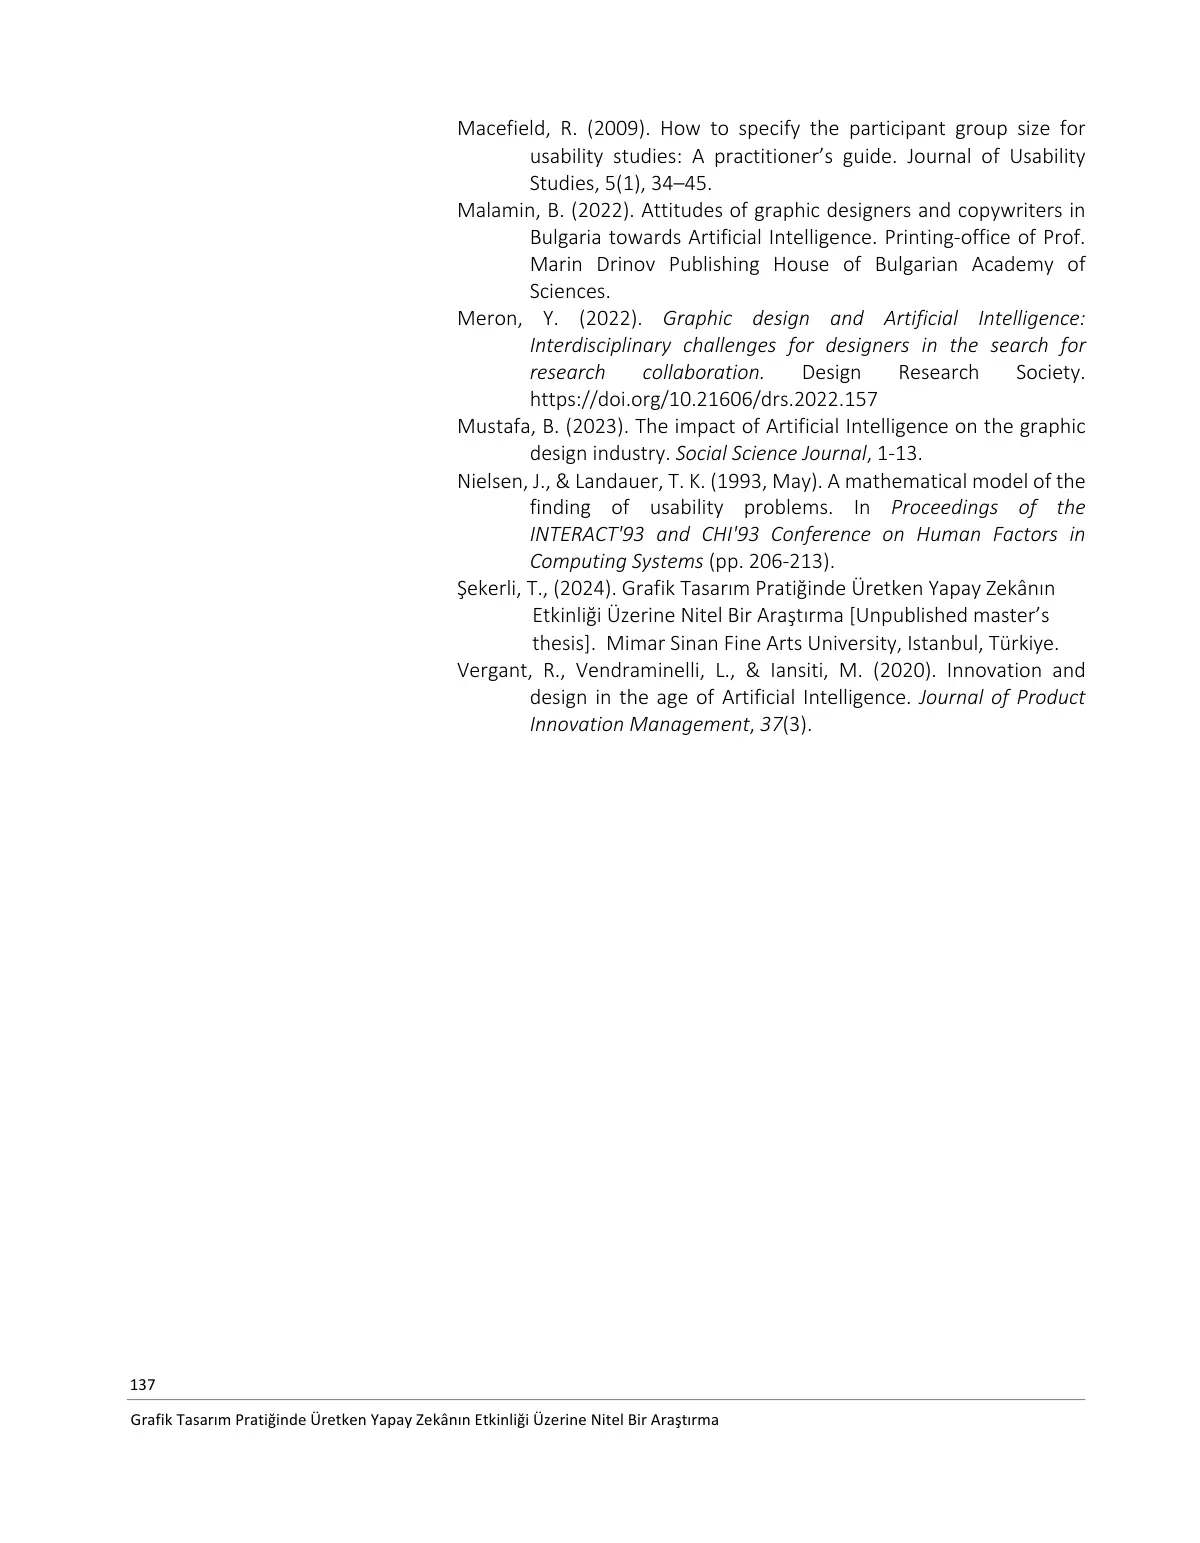 Macefield, R. (2009). How to specify the participant group size for
usability studies: A practitioner’s guide. Journal of Usability
Studies, 5(1), 34–45.
Malamin, B. (2022). Attitudes of graphic designers and copywriters in
Bulgaria towards Artificial Intelligence. Printing-office of Prof.
Marin Drinov Publishing House of Bulgarian Academy of
Sciences.
Meron, Y. (2022). Graphic design and Artificial Intelligence:
Interdisciplinary challenges for designers in the search for
research collaboration. Design Research Society.
https://doi.org/10.21606/drs.2022.157
Mustafa, B. (2023). The impact of Artificial Intelligence on the graphic
design industry. Social Science Journal, 1-13.
Nielsen, J., & Landauer, T. K. (1993, May). A mathematical model of the
finding of usability problems. In Proceedings of the
INTERACT'93 and CHI'93 Conference on Human Factors in
Computing Systems (pp. 206-213).
Şekerli, T., (2024). Grafik Tasarım Pratiğinde Üretken Yapay Zekânın
Etkinliği Üzerine Nitel Bir Araştırma [Unpublished master’s
thesis]. Mimar Sinan Fine Arts University, Istanbul, Türkiye.
Vergant, R., Vendraminelli, L., & Iansiti, M. (2020). Innovation and
design in the age of Artificial Intelligence. Journal of Product
Innovation Management, 37(3).
137
Grafik Tasarım Pratiğinde Üretken Yapay Zekânın Etkinliği Üzerine Nitel Bir Araştırma